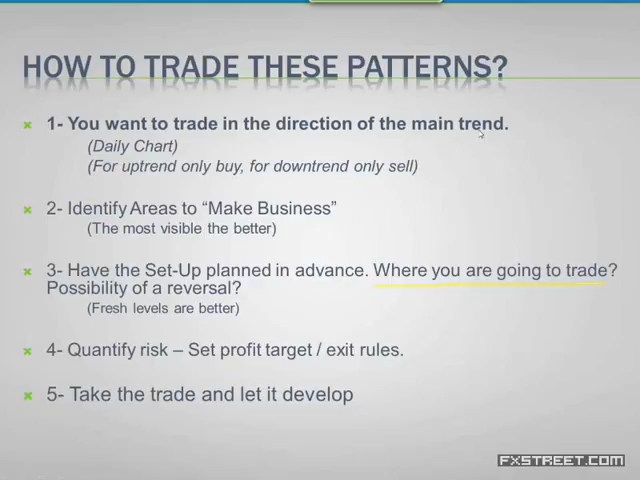 HOW TO TRADE THESE PATTERNS?
1- You want to trade in the direction of the main trend.
(Daily Chart)
(For uptrend only buy, for downtrend only sell)
2- Identify Areas to “Make Business”
(The most visible the better)
3- Have the Set-Up planned in advance. Where you are going to trade?
Possibility of a reversal?
(Fresh levels are better)
4- Quantify risk – Set profit target / exit rules.
5- Take the trade and let it develop
FXSTREET.COM